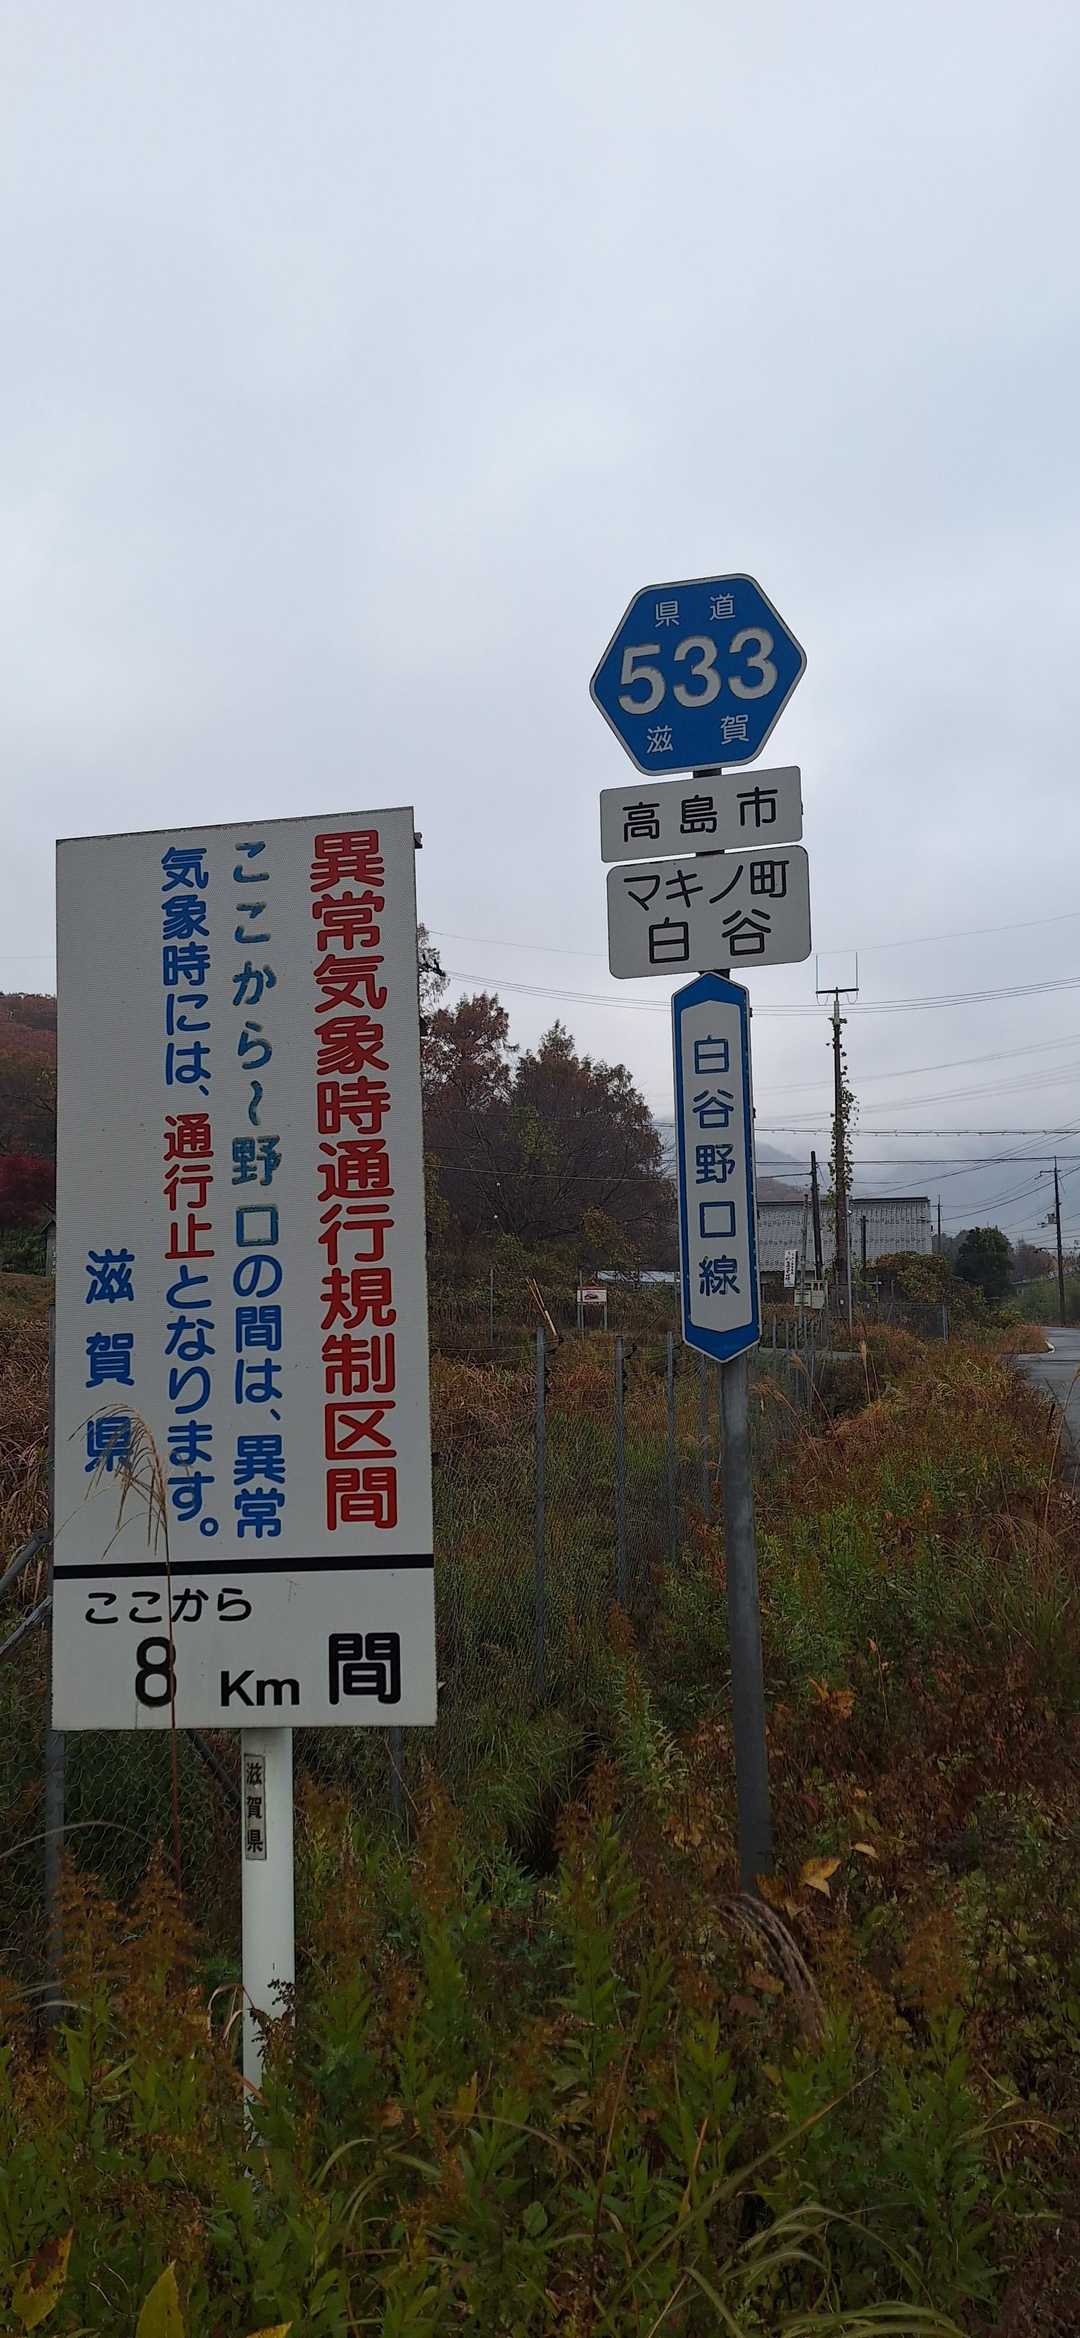 異常気象時通行規制区間
ここから～野口の間は、異常
気象時には、通行止となります。
滋賀県
ここから
8 Km 間
滋賀県
県道
533
滋賀
高島市
マキノ町
白谷
白谷野口線